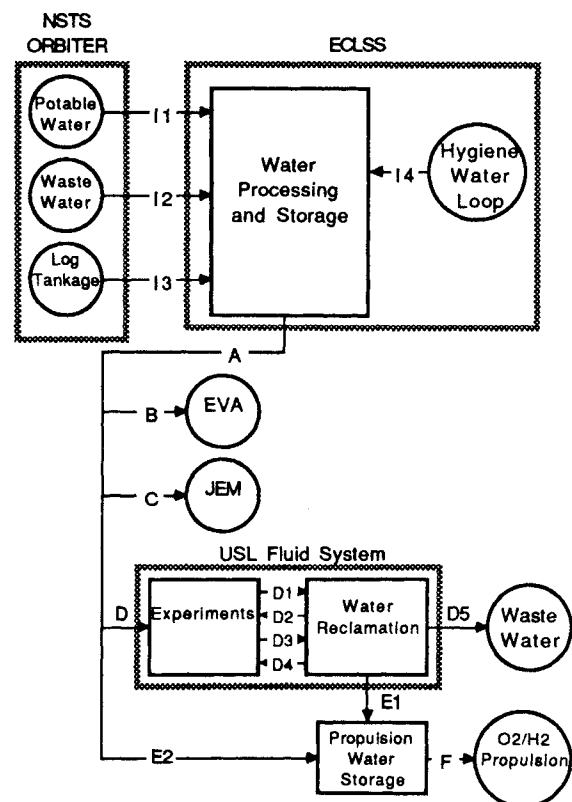 NSTS
ORBITER
ECLSS
Potable
Water
I1
Waste
Water
I2
Log
Tankage
I3
Water
Processing
and Storage
I4
Hygiene
Water
Loop
A
B
EVA
C
JEM
USL Fluid System
D
Experiments
D1
D2
D3
D4
Water
Reclamation
D5
Waste
Water
E1
E2
Propulsion
Water
Storage
F
O2/H2
Propulsion